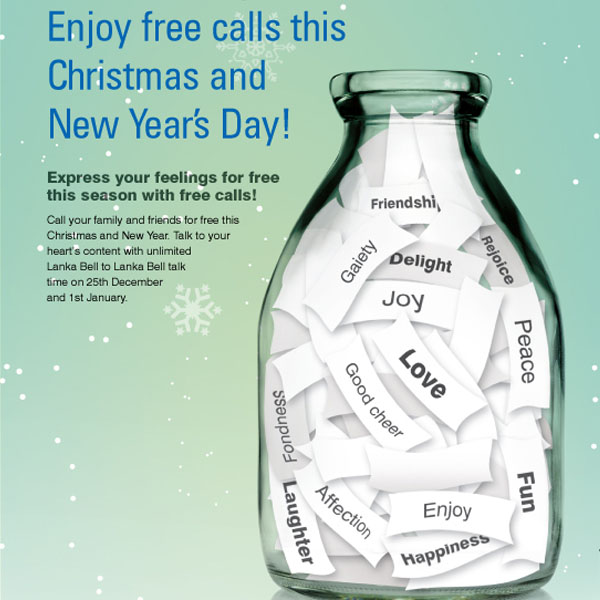 Enjoy free calls this
Christmas and
New Year's Day!
Express your feelings for free
this season with free calls!
Call your family and friends for free this
Christmas and New Year. Talk to your
heart's content with unlimited
Lanka Bell to Lanka Bell talk
time on 25th December
and 1st January.
Friendship
Gaiety
Delight
Rejoice
Joy
Peace
Love
Good cheer
Fondness
Laughter
Affection
Enjoy
Fun
Happiness